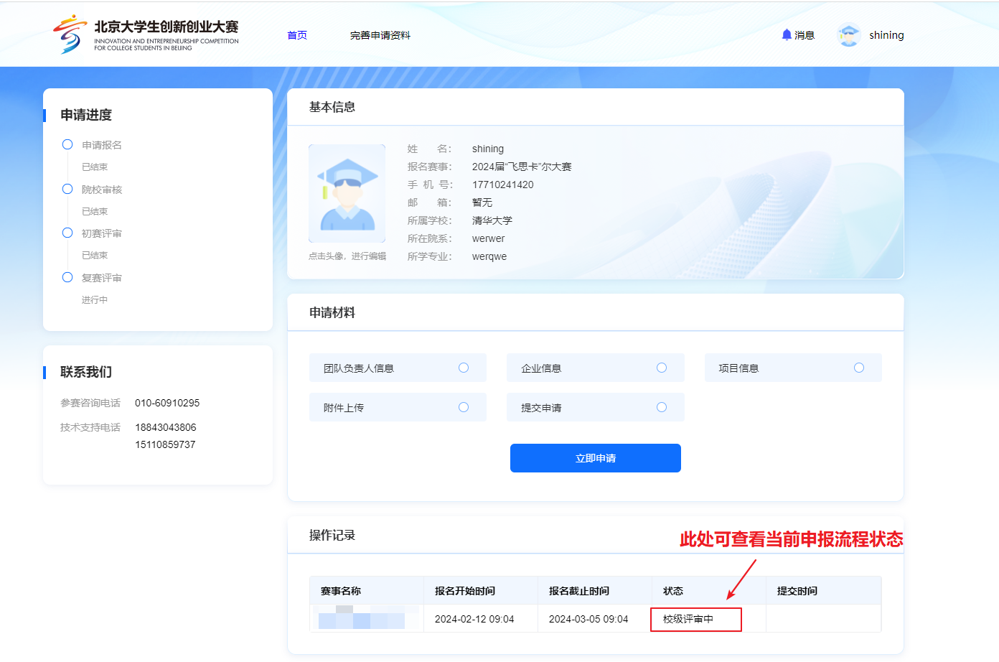 北京大学生创新创业大赛
INNOVATION AND ENTREPRENEURSHIP COMPETITION
FOR COLLEGE STUDENTS IN BEIJING
首页
完善申请资料
消息
shining
申请进度
申请报名
已结束
院校审核
已结束
初赛评审
已结束
复赛评审
进行中
联系我们
参赛咨询电话 010-60910295
技术支持电话 18843043806
15110859737
基本信息
点击头像，进行编辑
姓 名： shining
报名赛事： 2024届“飞思卡”尔大赛
手 机 号： 17710241420
邮 箱： 暂无
所属学校： 清华大学
所在院系： werwer
所学专业： werqwe
申请材料
团队负责人信息
企业信息
项目信息
附件上传
提交申请
立即申请
操作记录
此处可查看当前申报流程状态
赛事名称 报名开始时间 报名截止时间 状态 提交时间
2024-02-12 09:04 2024-03-05 09:04 校级评审中